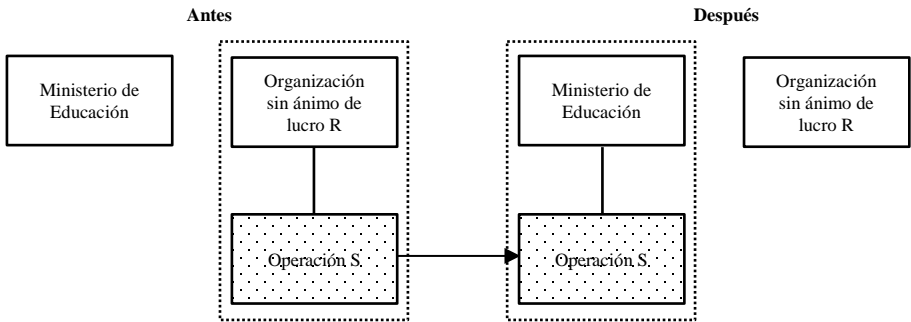 Antes
Después
Ministerio de
Educación
Organización
sin ánimo de
lucro R
Ministerio de
Educación
Organización
sin ánimo de
lucro R
Operación S
Operación S